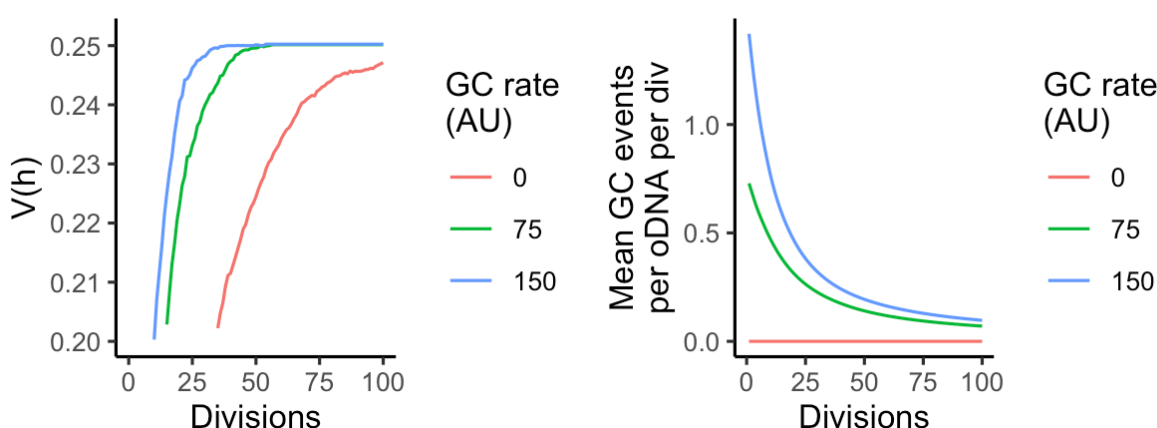 V(h)
0.25
0.24
0.23
0.22
0.21
0.20
0 25 50 75 100
Divisions
GC rate
(AU)
0
75
150
Mean GC events
per oDNA per div
1.0
0.5
0.0
0 25 50 75 100
Divisions
GC rate
(AU)
0
75
150